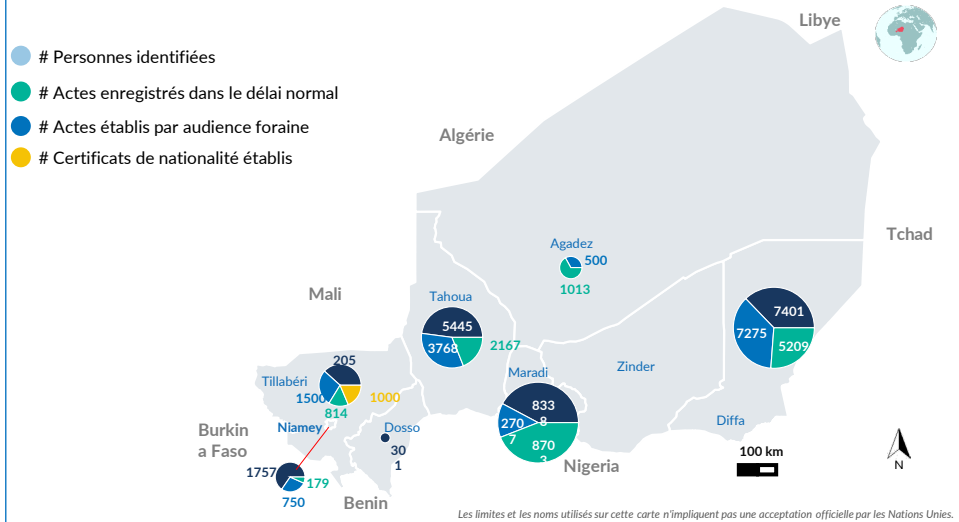 Libye
# Personnes identifiées
# Actes enregistrés dans le délai normal
# Actes établis par audience foraine
# Certificats de nationalité établis
Algérie
Tchad
Agadez
500
1013
Mali
Tahoua
5445
3768
2167
7401
7275
5209
205
Tillabéri
1500
1000
814
Maradi
833
8
270
7
870
3
Zinder
Diffa
Niamey
Dosso
30
1
Burkin
a Faso
1757
179
750
Benin
Nigeria
100 km
N
Les limites et les noms utilisés sur cette carte n'impliquent pas une acceptation officielle par les Nations Unies.